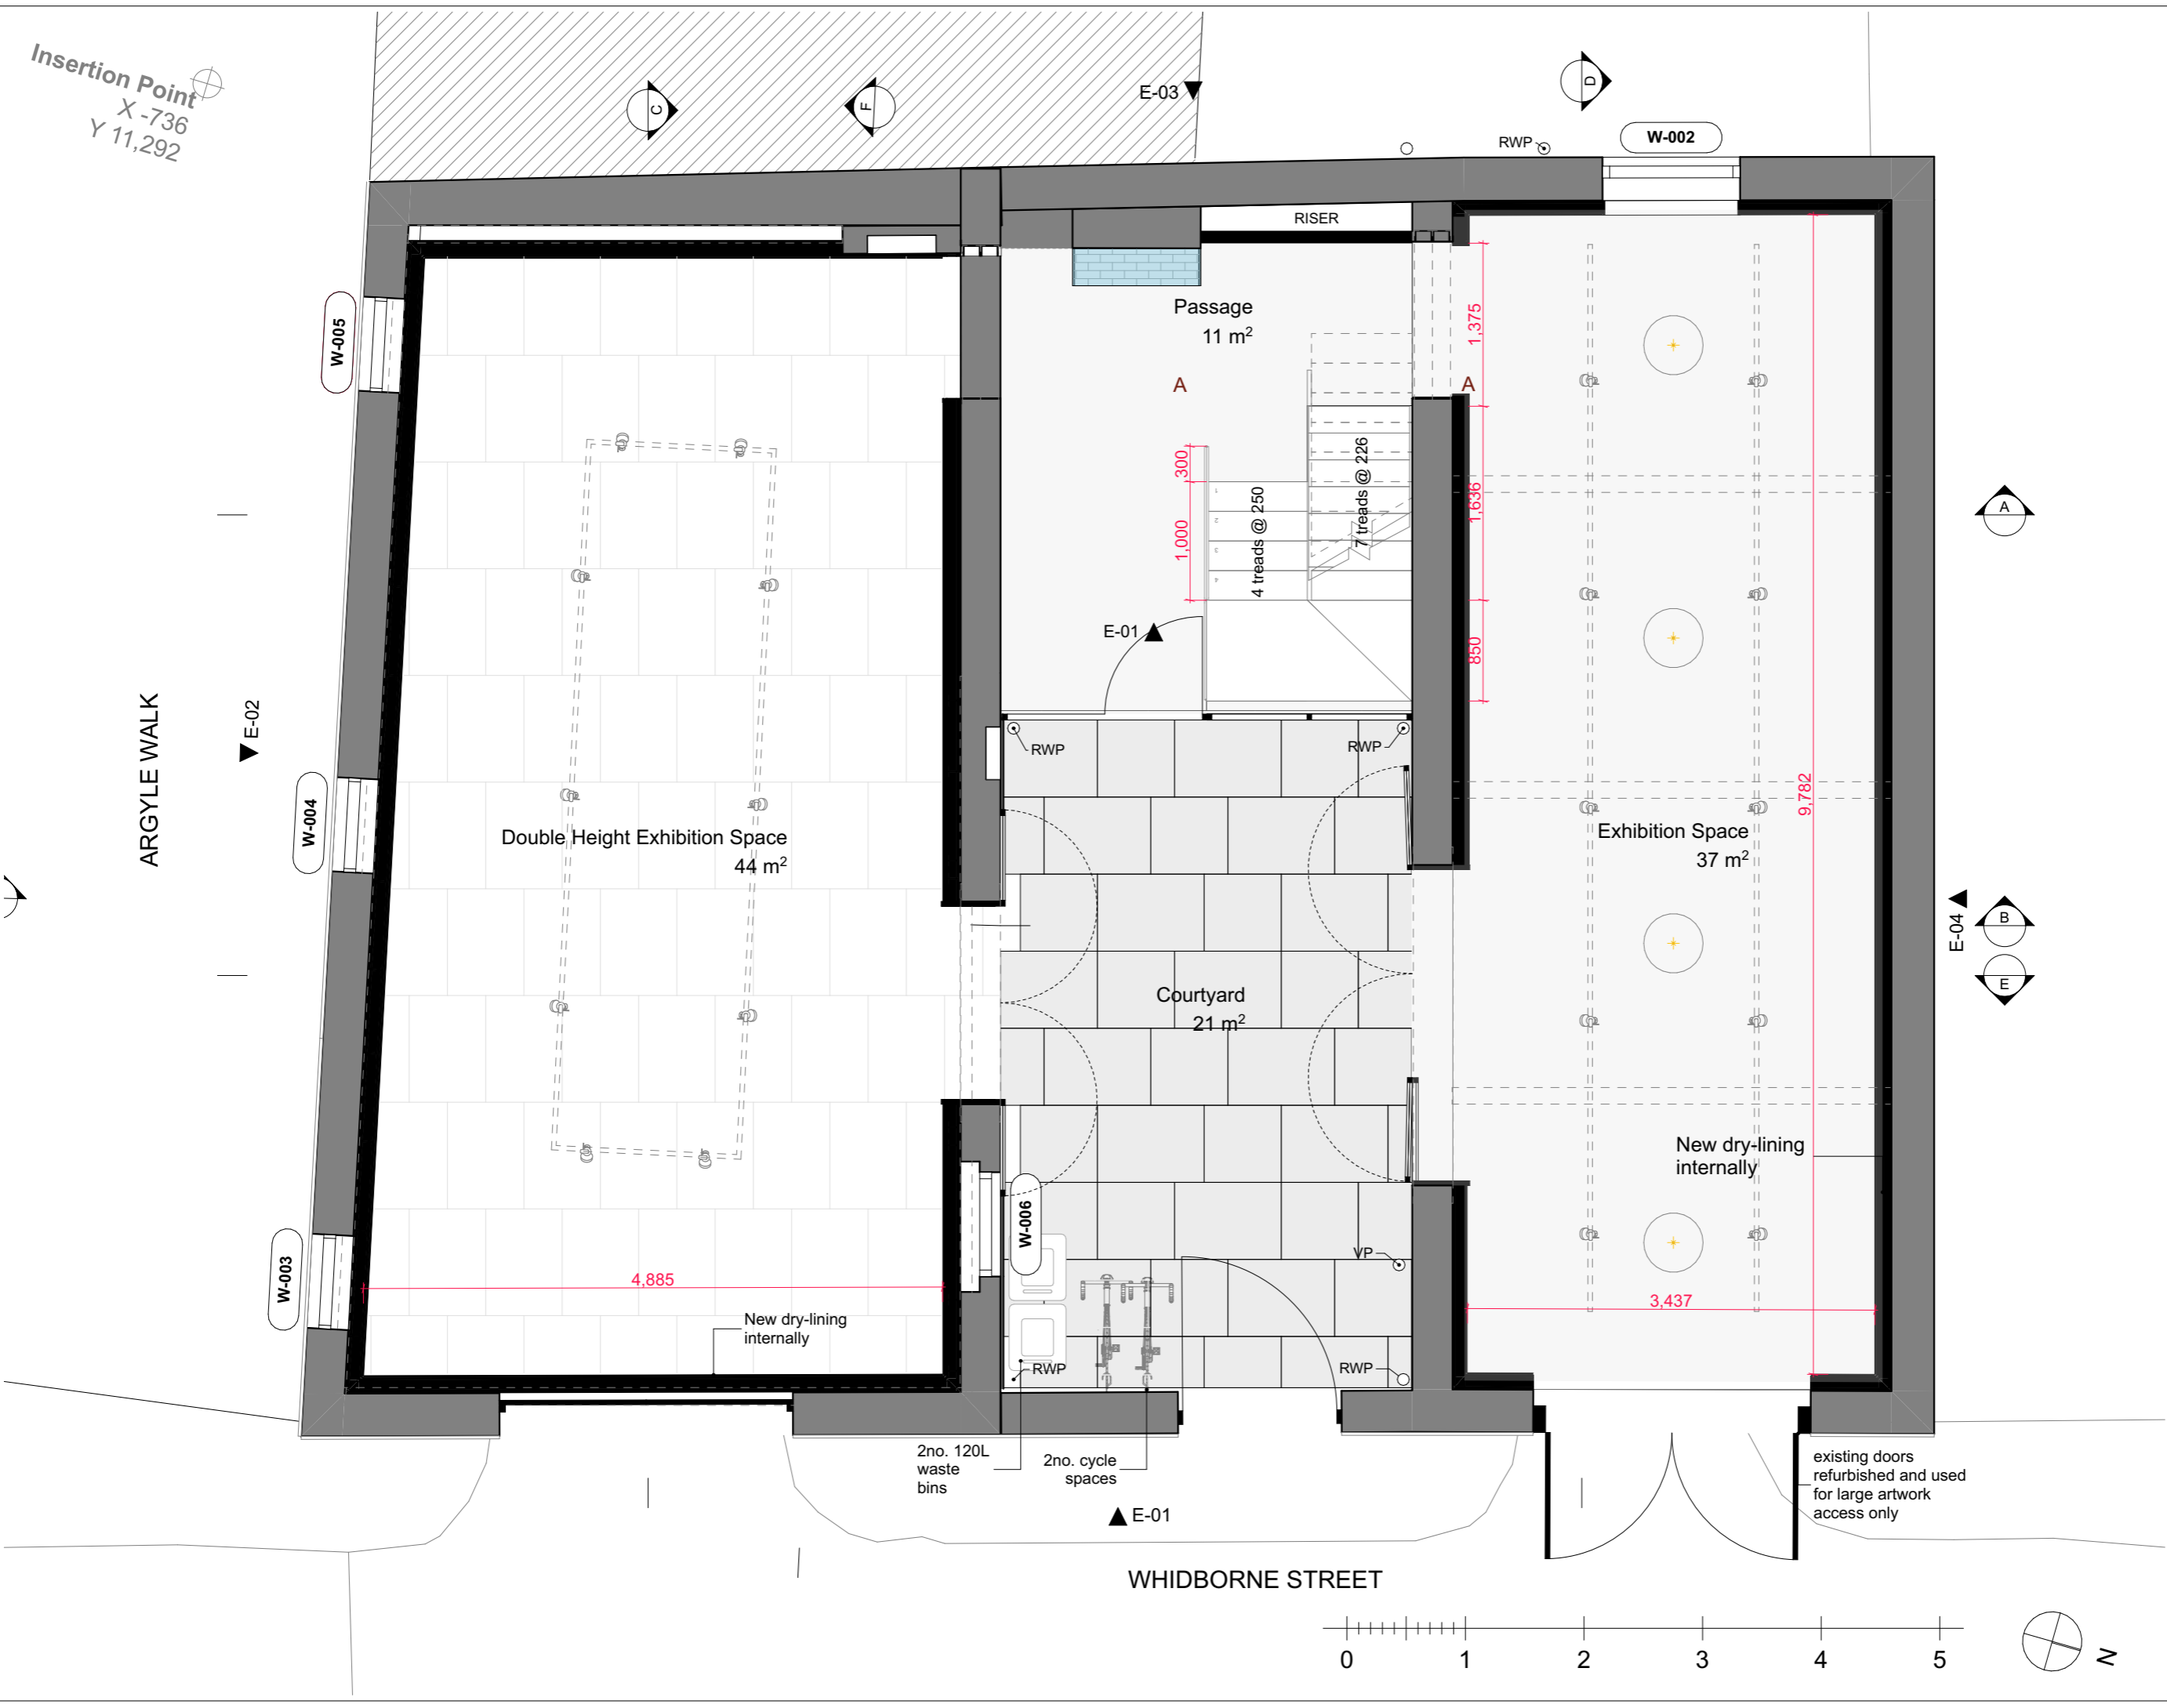 Insertion Point
X -736
Y 11,292
C
F
E-03
D
RWP
W-002
RISER
W-005
Passage
11 m²
1,375
A
A
300
1,000
4 treads @ 250
7 treads @ 226
1,636
1
2
3
4
A
E-01
850
ARGYLE WALK
E-02
RWP
RWP
W-004
Double Height Exhibition Space
44 m²
9,782
Exhibition Space
37 m²
E-04
B
E
Courtyard
21 m²
New dry-lining
internally
W-006
W-003
VP
4,885
3,437
New dry-lining
internally
RWP
RWP
2no. 120L
waste
bins
2no. cycle
spaces
existing doors
refurbished and used
for large artwork
access only
E-01
WHIDBORNE STREET
0 1 2 3 4 5
N